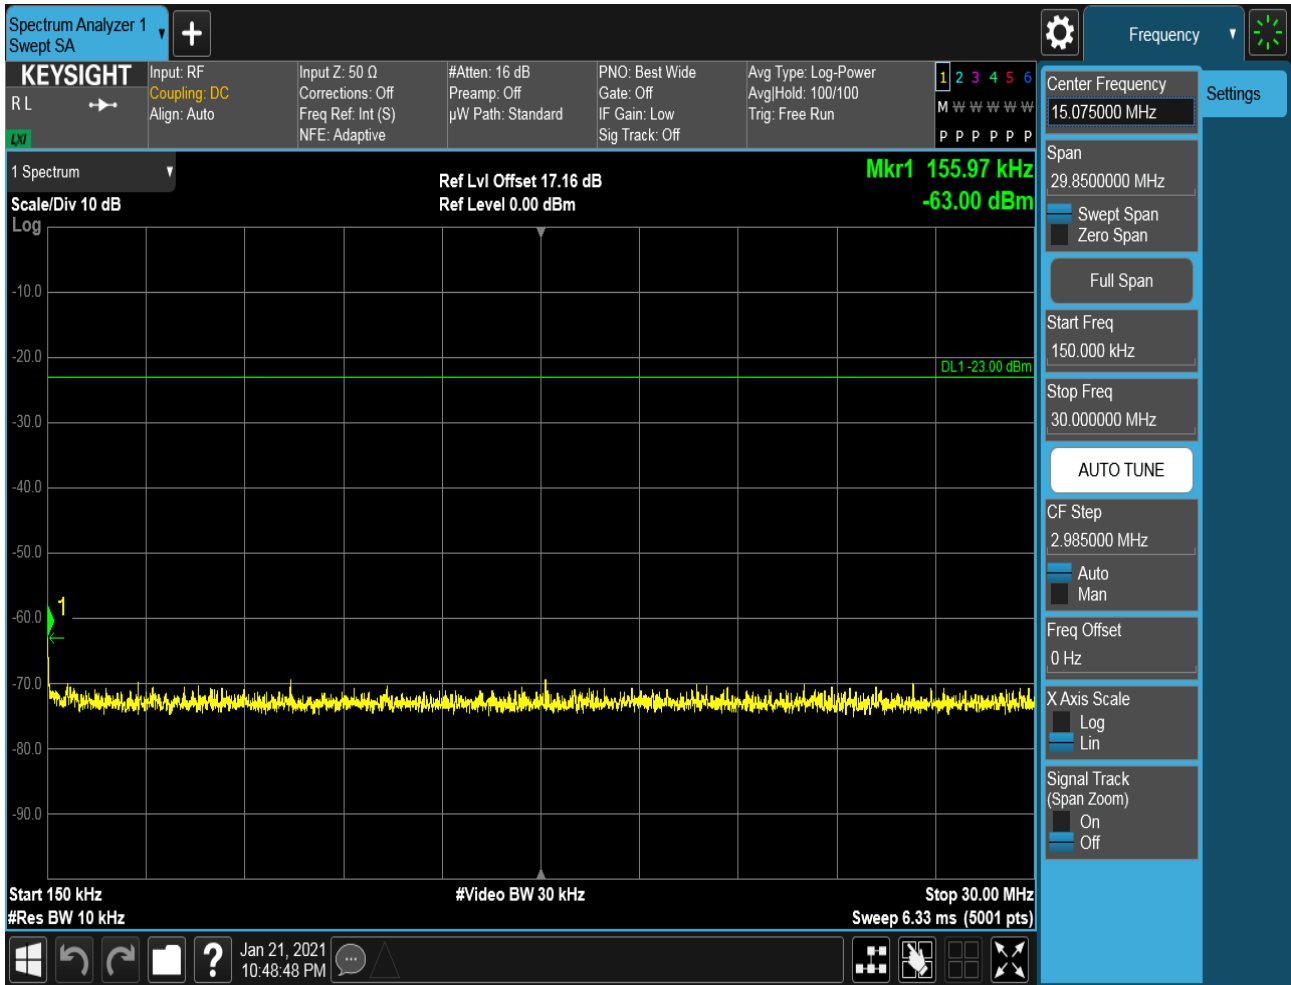 Spectrum Analyzer 1
Swept SA
Frequency
KEYSIGHT
R L
LXI
Input: RF
Coupling: DC
Align: Auto
Input Z: 50 Ω
Corrections: Off
Freq Ref: Int (S)
NFE: Adaptive
#Atten: 16 dB
Preamp: Off
µW Path: Standard
PNO: Best Wide
Gate: Off
IF Gain: Low
Sig Track: Off
Avg Type: Log-Power
Avg|Hold: 100/100
Trig: Free Run
1 2 3 4 5 6
M W W W W W
P P P P P P
1 Spectrum
Scale/Div 10 dB
Log
Ref Lvl Offset 17.16 dB
Ref Level 0.00 dBm
Mkr1 155.97 kHz
-63.00 dBm
-10.0
-20.0
DL1 -23.00 dBm
-30.0
-40.0
-50.0
1
-60.0
-70.0
-80.0
-90.0
Start 150 kHz
#Video BW 30 kHz
Stop 30.00 MHz
#Res BW 10 kHz
Sweep 6.33 ms (5001 pts)
Center Frequency
15.075000 MHz
Settings
Span
29.8500000 MHz
Swept Span
Zero Span
Full Span
Start Freq
150.000 kHz
Stop Freq
30.000000 MHz
AUTO TUNE
CF Step
2.985000 MHz
Auto
Man
Freq Offset
0 Hz
X Axis Scale
Log
Lin
Signal Track
(Span Zoom)
On
Off
?
Jan 21, 2021
10:48:48 PM